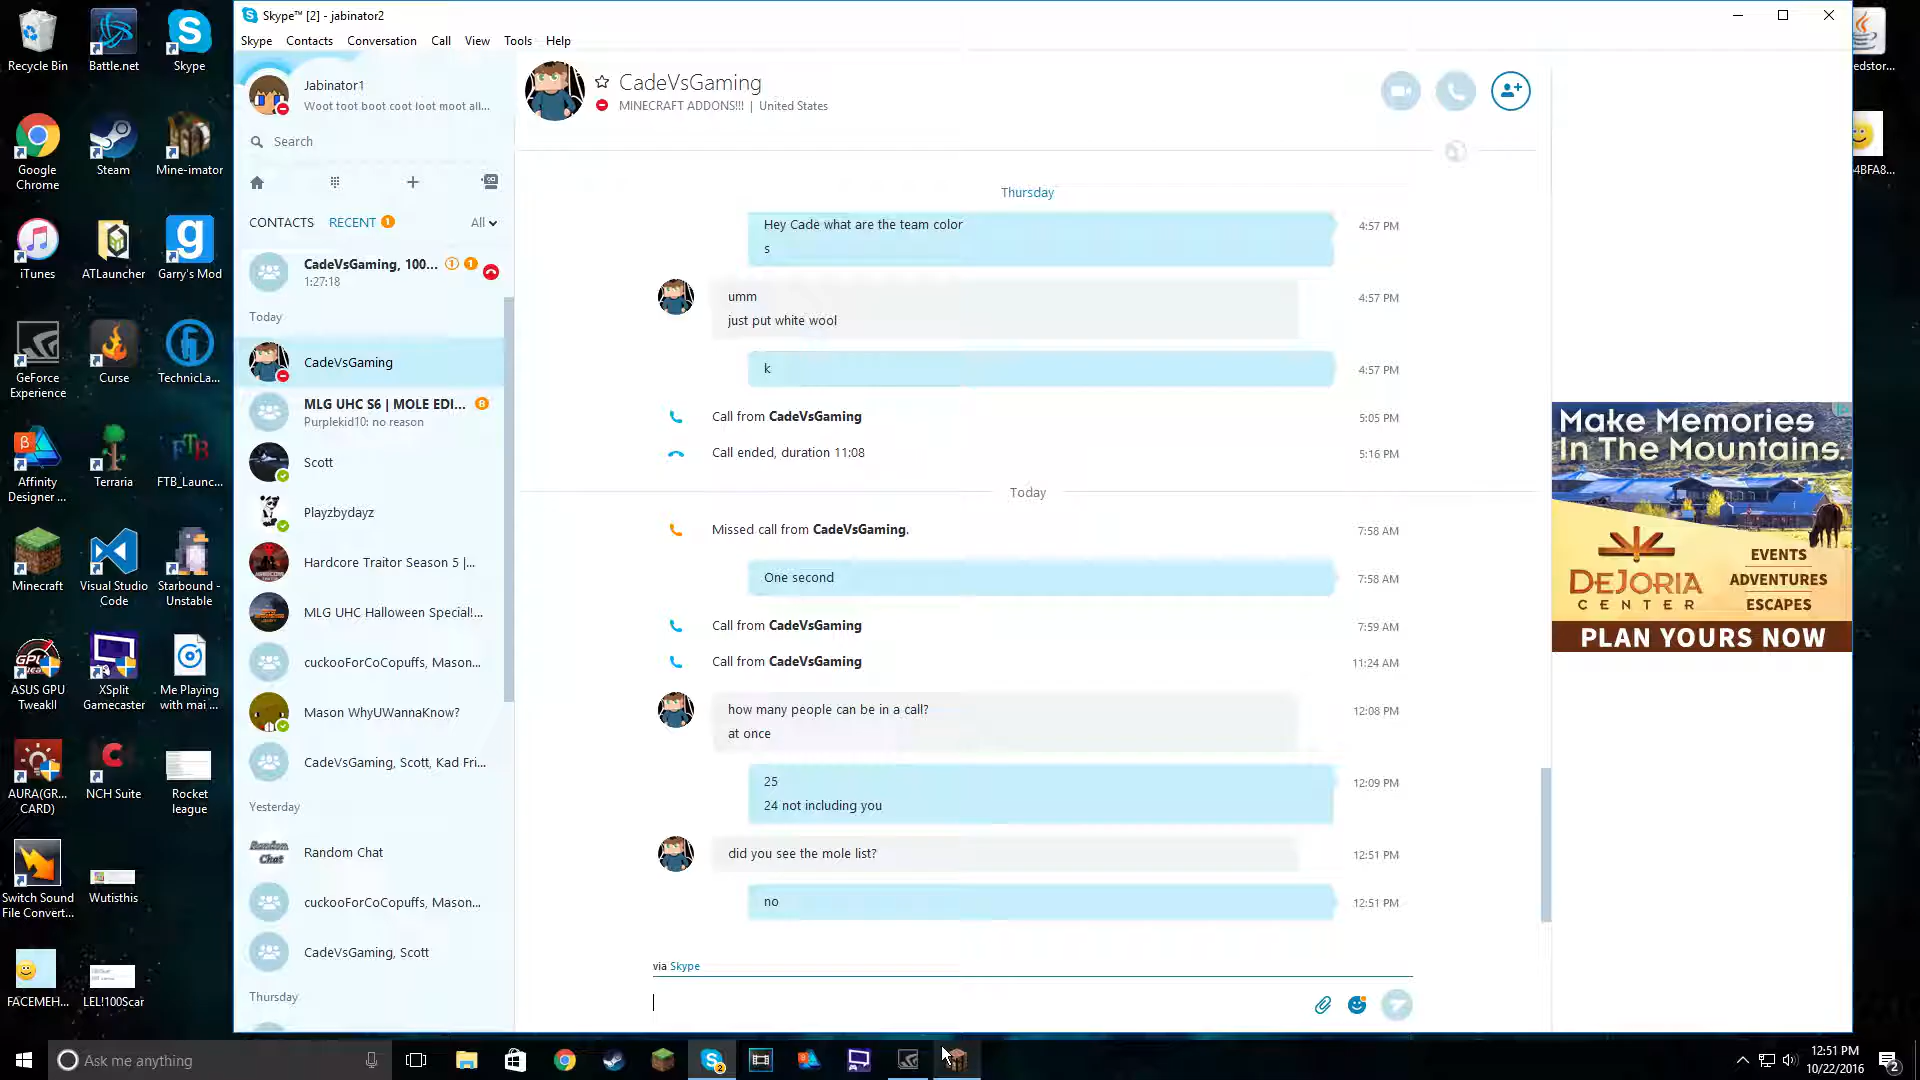 Skype™ [2] - jabinator2
Skype Contacts Conversation Call View Tools Help
Recycle Bin
Battle.net
Skype
Google Chrome
Steam
Mine-imator
iTunes
ATLauncher
Garry's Mod
GeForce Experience
Curse
TechnicLa...
Affinity Designer ...
Terraria
FTB_Launc...
Minecraft
Visual Studio Code
Starbound - Unstable
ASUS GPU TweakII
XSplit Gamecaster
Me Playing with mai ...
AURA(GR... CARD)
NCH Suite
Rocket league
Switch Sound File Convert...
Wutisthis
FACEMEH...
LEL!100Scar
Jabinator1
Woot toot boot coot loot moot all...
Search
CONTACTS RECENT 1 All
CadeVsGaming, 100... 1 1
1:27:18
Today
CadeVsGaming
MLG UHC S6 | MOLE EDI... 8
Purplekid10: no reason
Scott
Playzbydayz
Hardcore Traitor Season 5 |...
MLG UHC Halloween Special!...
cuckooForCoCopuffs, Mason...
Mason WhyUWannaKnow?
CadeVsGaming, Scott, Kad Fri...
Yesterday
Random Chat
Random Chat
cuckooForCoCopuffs, Mason...
CadeVsGaming, Scott
Thursday
CadeVsGaming
MINECRAFT ADDONS!!! | United States
Thursday
Hey Cade what are the team color 4:57 PM
s
umm 4:57 PM
just put white wool
k 4:57 PM
Call from CadeVsGaming 5:05 PM
Call ended, duration 11:08 5:16 PM
Today
Missed call from CadeVsGaming. 7:58 AM
One second 7:58 AM
Call from CadeVsGaming 7:59 AM
Call from CadeVsGaming 11:24 AM
how many people can be in a call? 12:08 PM
at once
25 12:09 PM
24 not including you
did you see the mole list? 12:51 PM
no 12:51 PM
via Skype
Make Memories
In The Mountains.
DEJORIA
CENTER
EVENTS
ADVENTURES
ESCAPES
PLAN YOURS NOW
edstor...
4BFA8...
Ask me anything
2
12:51 PM
10/22/2016
2